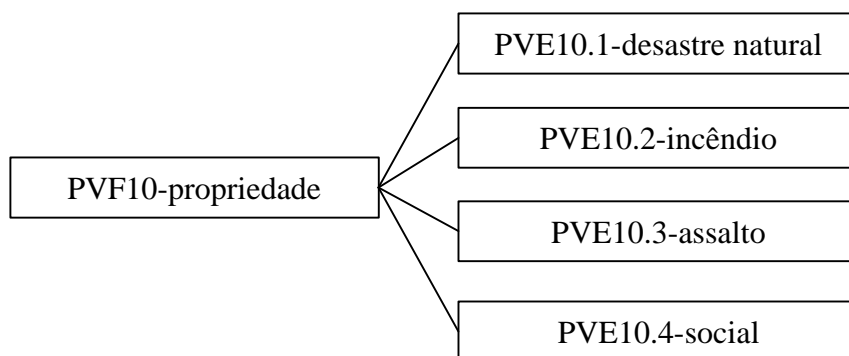 PVE10.1-desastre natural
PVE10.2-incêndio
PVF10-propriedade
PVE10.3-assalto
PVE10.4-social